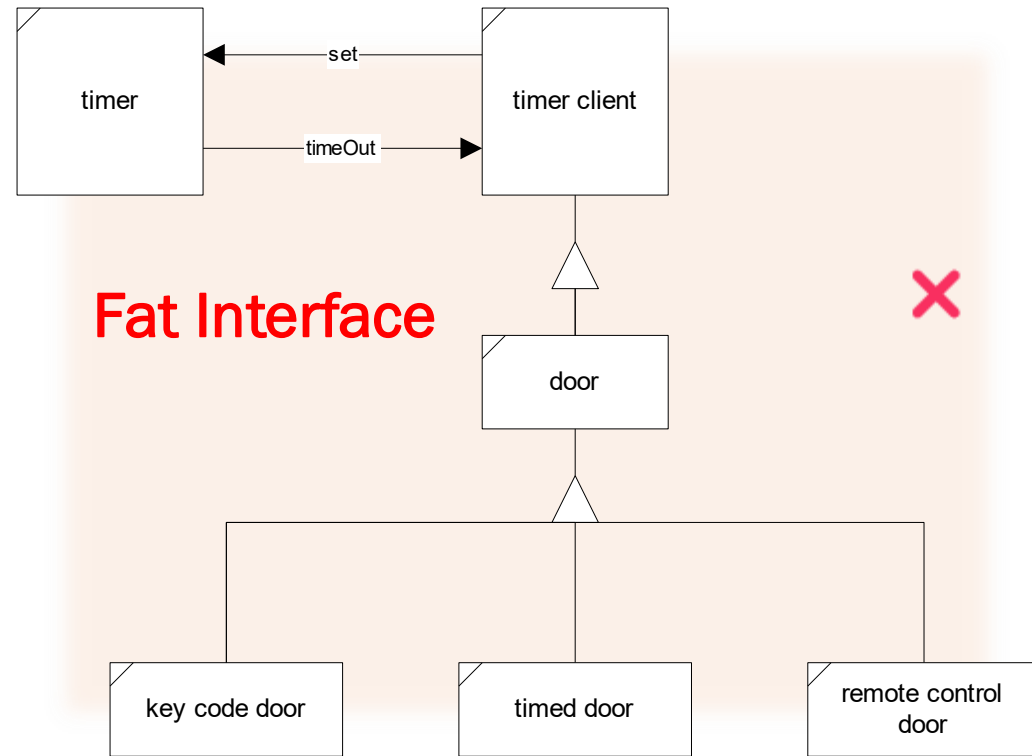 set
timer
timer client
timeOut
Fat Interface
door
key code door
timed door
remote control
door